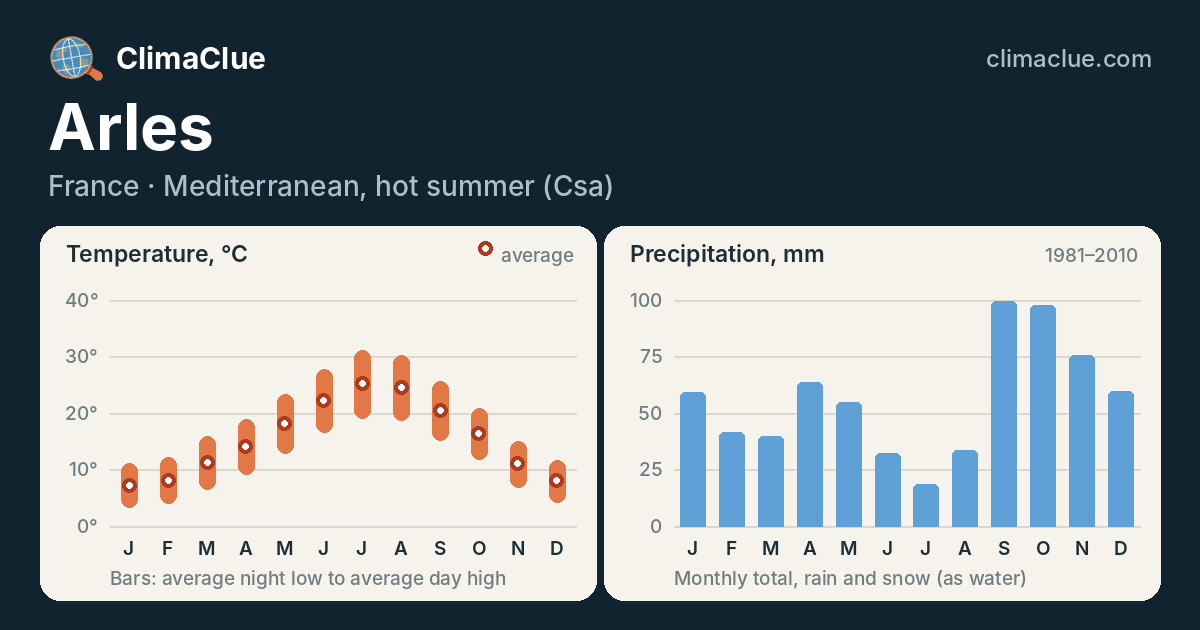 ClimaClue
climaclue.com
Arles
France · Mediterranean, hot summer (Csa)
Temperature, °C
average
40°
30°
20°
10°
0°
J F M A M J J A S O N D
Bars: average night low to average day high
Precipitation, mm
1981–2010
100
75
50
25
0
J F M A M J J A S O N D
Monthly total, rain and snow (as water)